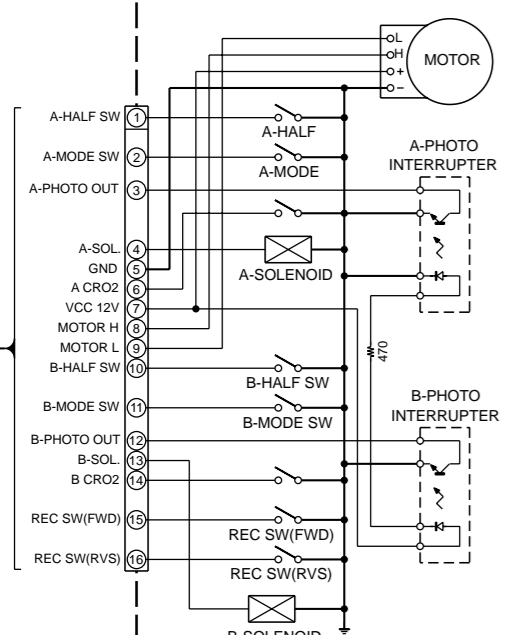 L
H
+
−
MOTOR
A-HALF SW 1
A-HALF
A-MODE SW 2
A-MODE
A-PHOTO OUT 3
A-PHOTO
INTERRUPTER
A-SOL. 4
A-SOLENOID
GND 5
A CRO2 6
VCC 12V 7
MOTOR H 8
MOTOR L 9
470
B-HALF SW 10
B-HALF SW
B-MODE SW 11
B-MODE SW
B-PHOTO
INTERRUPTER
B-PHOTO OUT 12
B-SOL. 13
B CRO2 14
REC SW(FWD) 15
REC SW(FWD)
REC SW(RVS) 16
REC SW(RVS)
B-SOLENOID